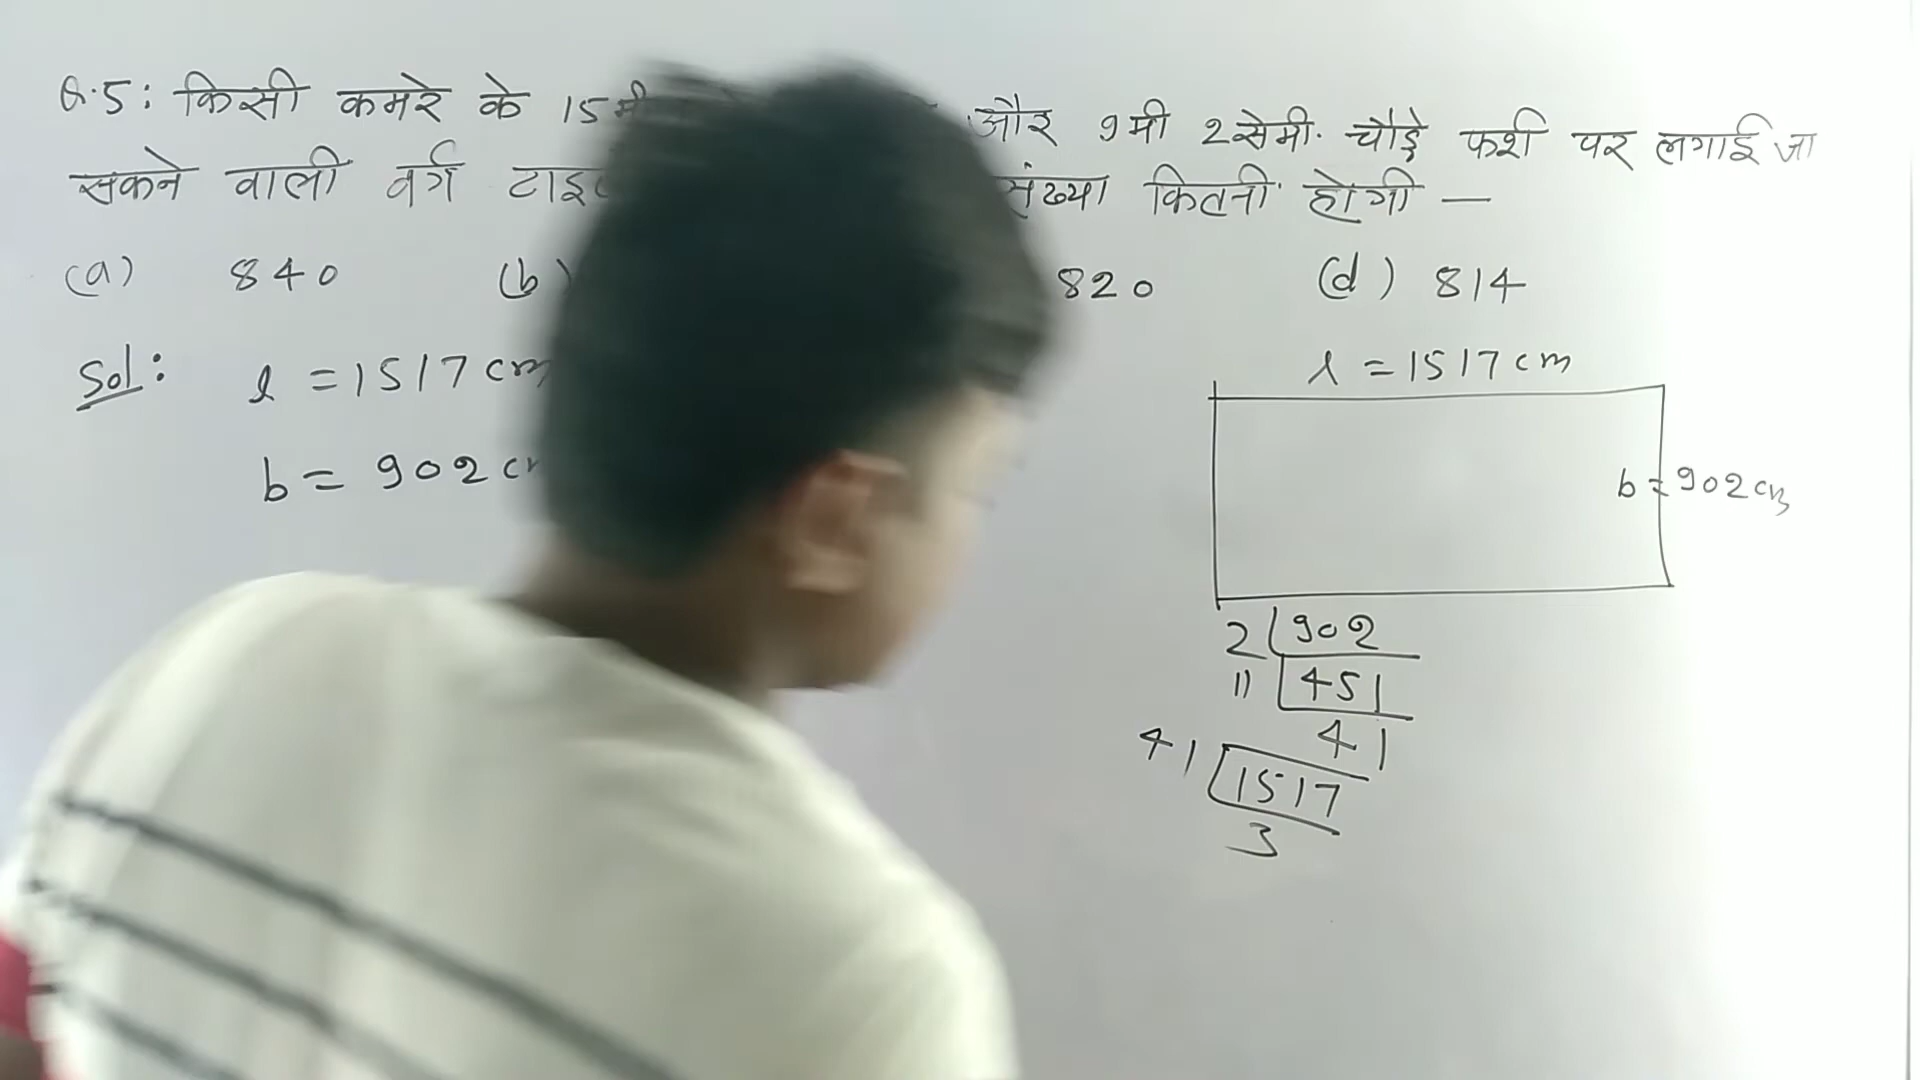 Q.5: किसी कमरे के 15मी और 9मी 2सेमी. चौड़े फर्श पर लगाई जा
सकने वाली वर्ग संख्या कितनी होगी —
(a) 840 (b) 820 (d) 814
Sol: l = 1517 cm
b = 902
l = 1517 cm
b = 902 cm
2 902
11 451
41
41 1517
3